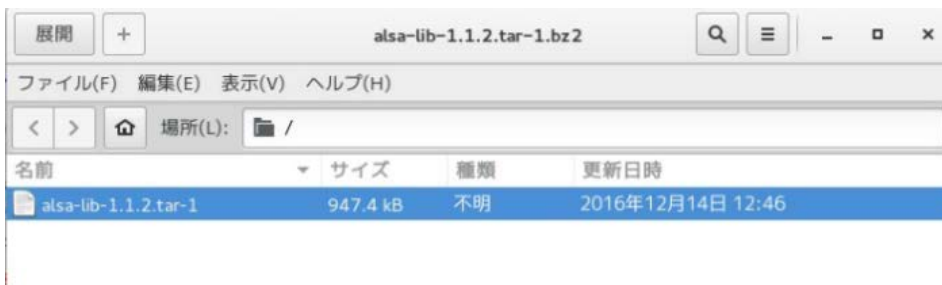 展開 + alsa-lib-1.1.2.tar-1.bz2
ファイル(F) 編集(E) 表示(V) ヘルプ(H)
場所(L): /
名前 サイズ 種類 更新日時
alsa-lib-1.1.2.tar-1 947.4 kB 不明 2016年12月14日 12:46